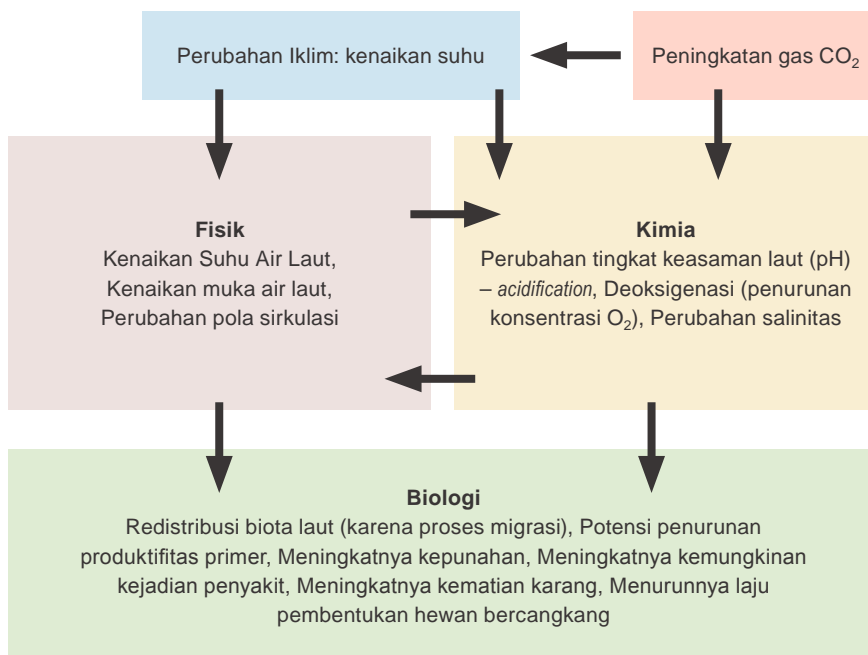 Perubahan Iklim: kenaikan suhu
Peningkatan gas CO₂
Fisik
Kenaikan Suhu Air Laut,
Kenaikan muka air laut,
Perubahan pola sirkulasi
Kimia
Perubahan tingkat keasaman laut (pH)
– acidification, Deoksigenasi (penurunan
konsentrasi O₂), Perubahan salinitas
Biologi
Redistribusi biota laut (karena proses migrasi), Potensi penurunan
produktifitas primer, Meningkatnya kepunahan, Meningkatnya kemungkinan
kejadian penyakit, Meningkatnya kematian karang, Menurunnya laju
pembentukan hewan bercangkang